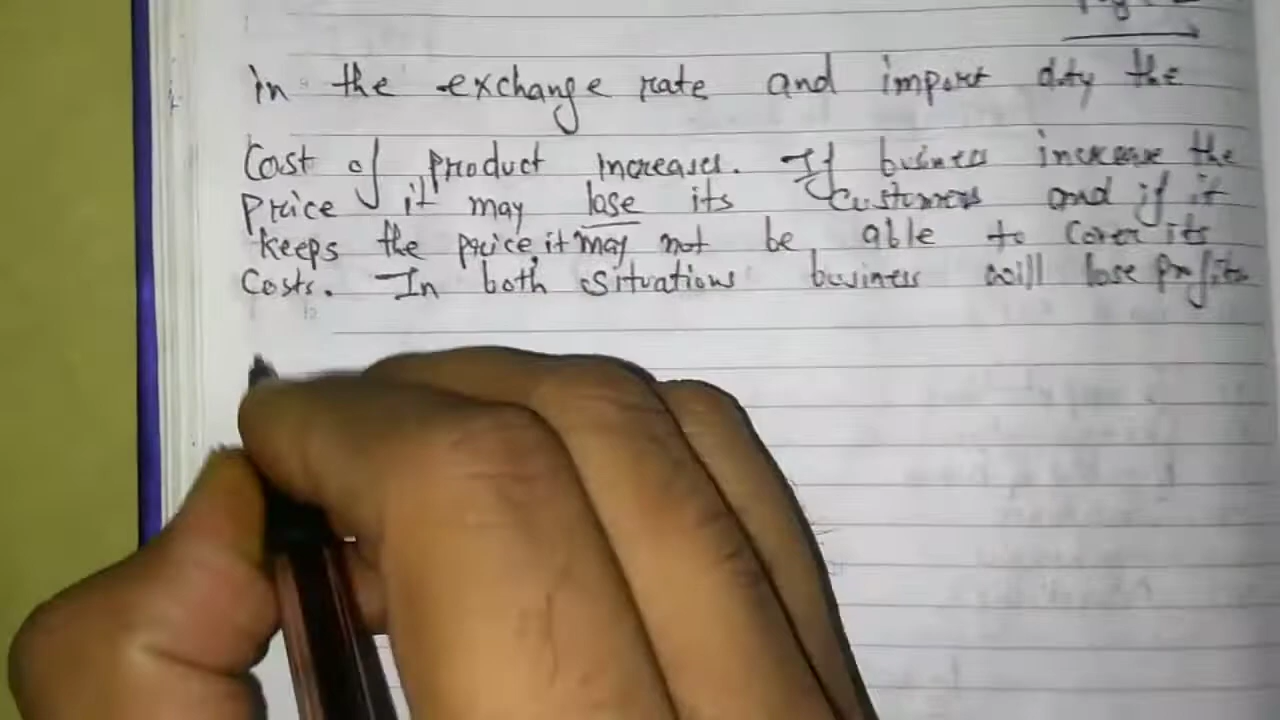 in the exchange rate and import duty the
Cost of product increases. If business increase the
Price it may lose its customers and if it
keeps the price, it may not be able to cover its
Costs. In both situations business will lose profits